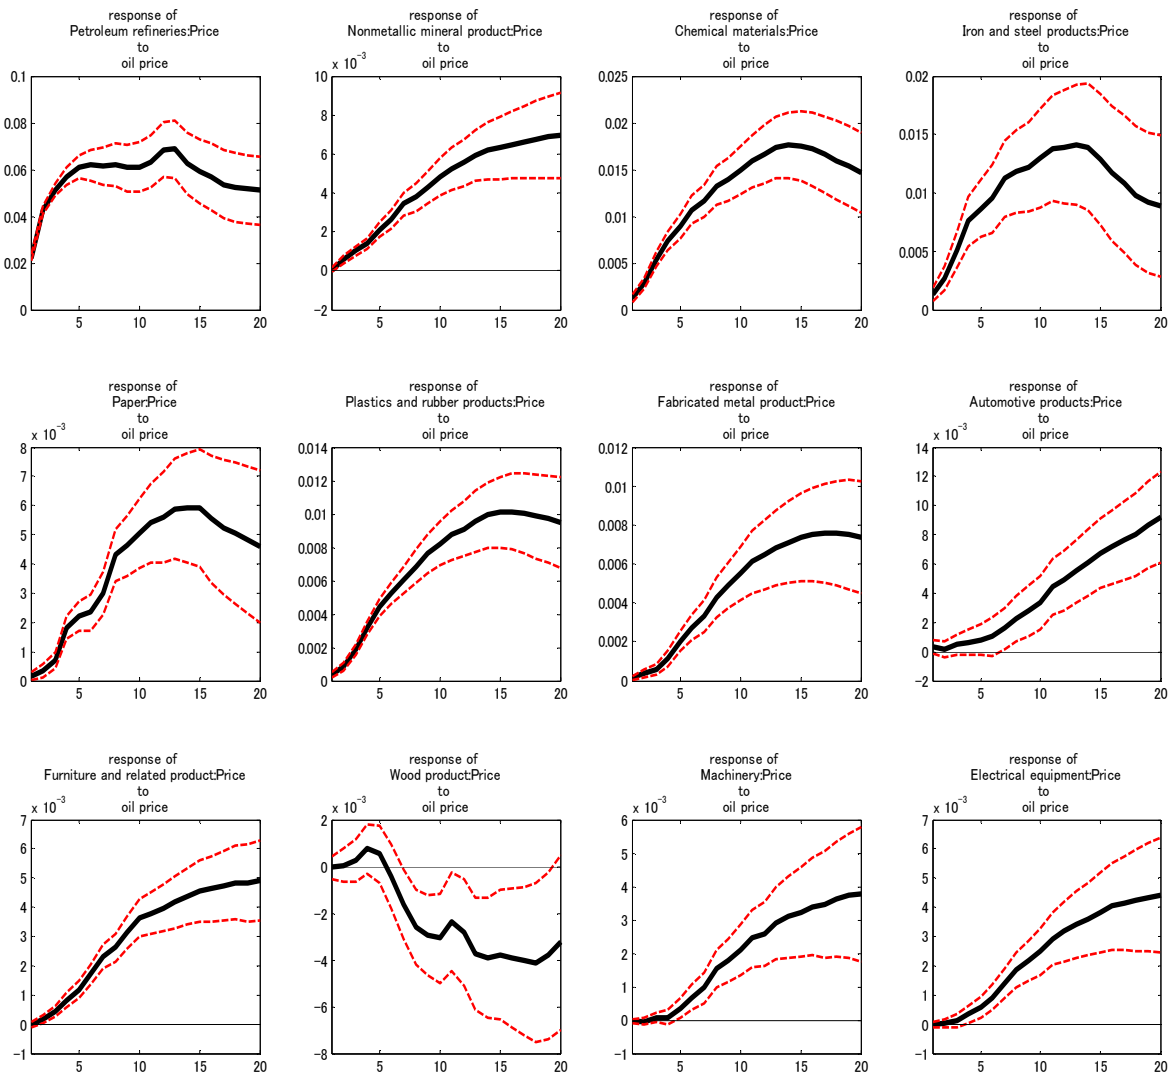 response of
Petroleum refineries:Price
to
oil price
0.1
0.08
0.06
0.04
0.02
0
5 10 15 20
response of
Nonmetallic mineral product:Price
to
oil price
x 10⁻³
10
8
6
4
2
0
−2
5 10 15 20
response of
Chemical materials:Price
to
oil price
0.025
0.02
0.015
0.01
0.005
0
5 10 15 20
response of
Iron and steel products:Price
to
oil price
0.02
0.015
0.01
0.005
0
5 10 15 20
response of
Paper:Price
to
oil price
x 10⁻³
8
7
6
5
4
3
2
1
0
5 10 15 20
response of
Plastics and rubber products:Price
to
oil price
0.014
0.012
0.01
0.008
0.006
0.004
0.002
0
5 10 15 20
response of
Fabricated metal product:Price
to
oil price
0.012
0.01
0.008
0.006
0.004
0.002
0
5 10 15 20
response of
Automotive products:Price
to
oil price
x 10⁻³
14
12
10
8
6
4
2
0
−2
5 10 15 20
response of
Furniture and related product:Price
to
oil price
x 10⁻³
7
6
5
4
3
2
1
0
−1
5 10 15 20
response of
Wood product:Price
to
oil price
x 10⁻³
2
0
−2
−4
−6
−8
5 10 15 20
response of
Machinery:Price
to
oil price
x 10⁻³
6
5
4
3
2
1
0
−1
5 10 15 20
response of
Electrical equipment:Price
to
oil price
x 10⁻³
7
6
5
4
3
2
1
0
−1
5 10 15 20